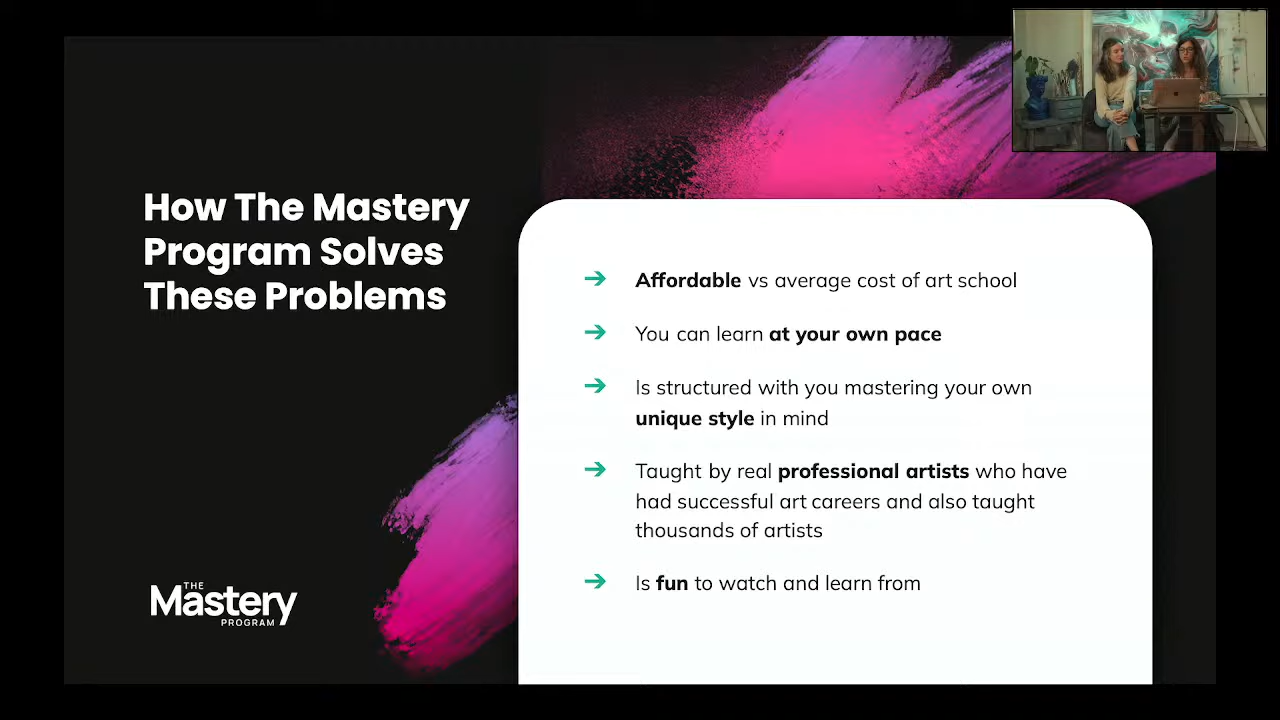 How The Mastery
Program Solves
These Problems
Affordable vs average cost of art school
You can learn at your own pace
Is structured with you mastering your own
unique style in mind
Taught by real professional artists who have
had successful art careers and also taught
thousands of artists
Is fun to watch and learn from
THE
Mastery
PROGRAM